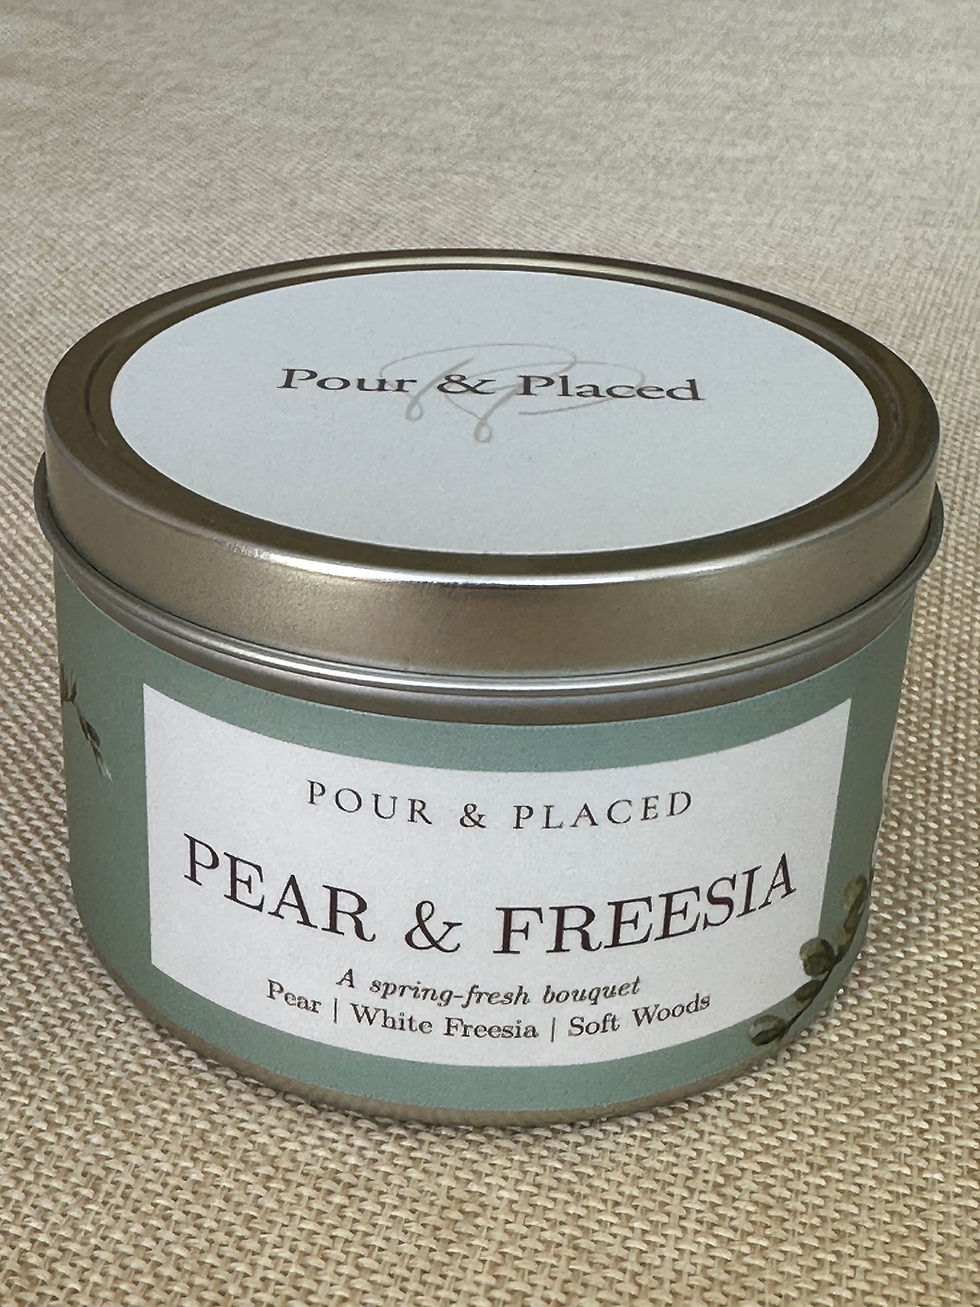 Pour & Placed
POUR & PLACED
PEAR & FREESIA
A spring-fresh bouquet
Pear | White Freesia | Soft Woods